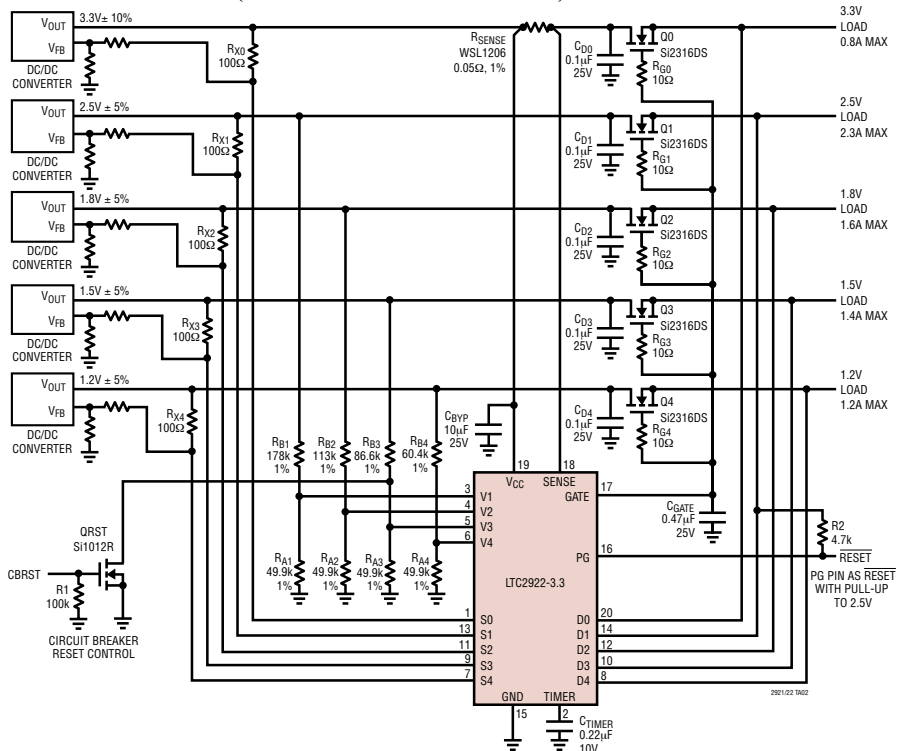 VOUT
VFB
DC/DC
CONVERTER
3.3V± 10%
RX0
100Ω
RSENSE
WSL1206
0.05Ω, 1%
CD0
0.1µF
25V
Q0
Si2316DS
RG0
10Ω
3.3V
LOAD
0.8A MAX
VOUT
VFB
DC/DC
CONVERTER
2.5V ± 5%
RX1
100Ω
CD1
0.1µF
25V
Q1
Si2316DS
RG1
10Ω
2.5V
LOAD
2.3A MAX
VOUT
VFB
DC/DC
CONVERTER
1.8V ± 5%
RX2
100Ω
CD2
0.1µF
25V
Q2
Si2316DS
RG2
10Ω
1.8V
LOAD
1.6A MAX
VOUT
VFB
DC/DC
CONVERTER
1.5V ± 5%
RX3
100Ω
CD3
0.1µF
25V
Q3
Si2316DS
RG3
10Ω
1.5V
LOAD
1.4A MAX
VOUT
VFB
DC/DC
CONVERTER
1.2V ± 5%
RX4
100Ω
CD4
0.1µF
25V
Q4
Si2316DS
RG4
10Ω
1.2V
LOAD
1.2A MAX
CBYP
10µF
25V
RB1
178k
1%
RB2
113k
1%
RB3
86.6k
1%
RB4
60.4k
1%
RA1
49.9k
1%
RA2
49.9k
1%
RA3
49.9k
1%
RA4
49.9k
1%
QRST
Si1012R
CBRST
R1
100k
CIRCUIT BREAKER
RESET CONTROL
19
VCC
18
SENSE
17
GATE
3
V1
4
V2
5
V3
6
V4
16
PG
LTC2922-3.3
1
S0
13
S1
11
S2
9
S3
7
S4
20
D0
14
D1
12
D2
10
D3
8
D4
GND
15
TIMER
2
CTIMER
0.22µF
10V
CGATE
0.47µF
25V
R2
4.7k
RESET
PG PIN AS RESET
WITH PULL-UP
TO 2.5V
2921/22 TA02